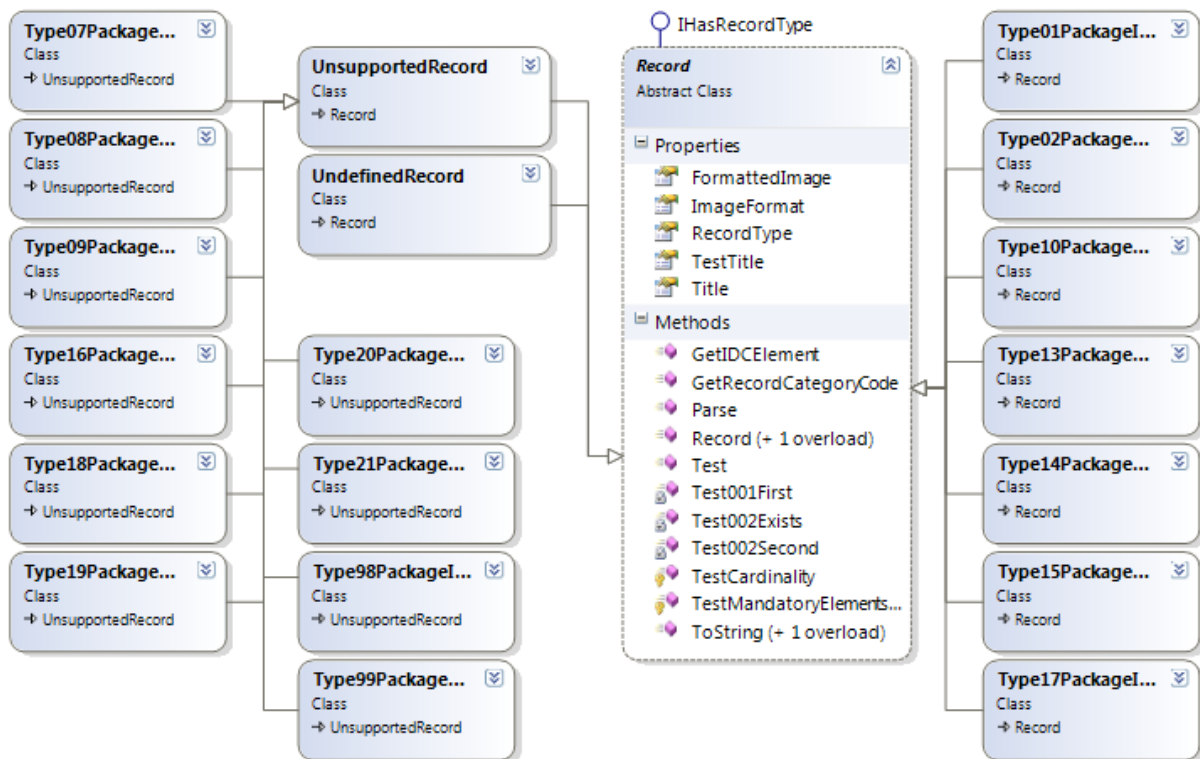 Type07Package...
Class
UnsupportedRecord
Type08Package...
Class
UnsupportedRecord
Type09Package...
Class
UnsupportedRecord
Type16Package...
Class
UnsupportedRecord
Type18Package...
Class
UnsupportedRecord
Type19Package...
Class
UnsupportedRecord
UnsupportedRecord
Class
Record
UndefinedRecord
Class
Record
Type20Package...
Class
UnsupportedRecord
Type21Package...
Class
UnsupportedRecord
Type98PackageI...
Class
UnsupportedRecord
Type99Package...
Class
UnsupportedRecord
IHasRecordType
Record
Abstract Class
Properties
FormattedImage
ImageFormat
RecordType
TestTitle
Title
Methods
GetIDCElement
GetRecordCategoryCode
Parse
Record (+ 1 overload)
Test
Test001First
Test002Exists
Test002Second
TestCardinality
TestMandatoryElements...
ToString (+ 1 overload)
Type01PackageI...
Class
Record
Type02Package...
Class
Record
Type10Package...
Class
Record
Type13Package...
Class
Record
Type14Package...
Class
Record
Type15Package...
Class
Record
Type17PackageI...
Class
Record